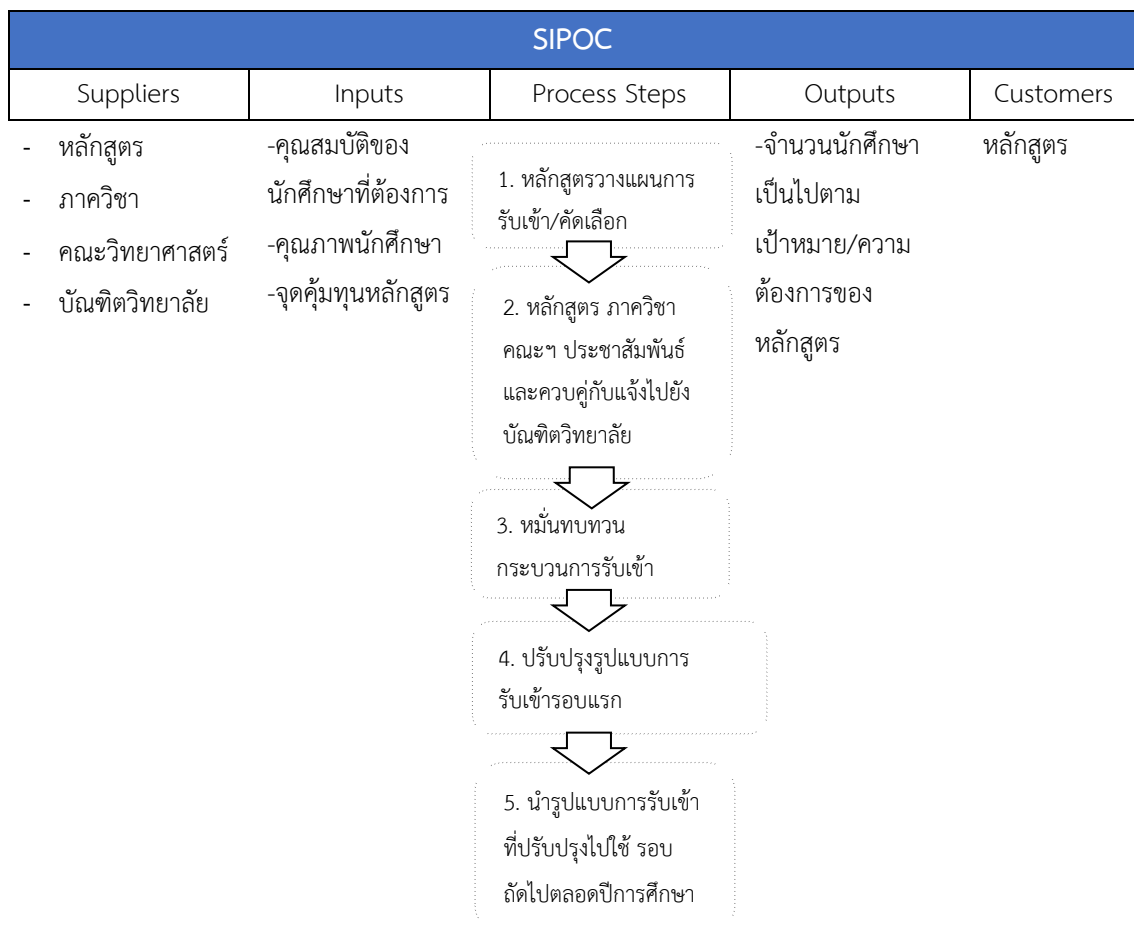 SIPOC
Suppliers
Inputs
Process Steps
Outputs
Customers
- หลักสูตร
- ภาควิชา
- คณะวิทยาศาสตร์
- บัณฑิตวิทยาลัย
-คุณสมบัติของ
นักศึกษาที่ต้องการ
-คุณภาพนักศึกษา
-จุดคุ้มทุนหลักสูตร
1. หลักสูตรวางแผนการ
รับเข้า/คัดเลือก
2. หลักสูตร ภาควิชา
คณะฯ ประชาสัมพันธ์
และควบคู่กับแจ้งไปยัง
บัณฑิตวิทยาลัย
3. หมั่นทบทวน
กระบวนการรับเข้า
4. ปรับปรุงรูปแบบการ
รับเข้ารอบแรก
5. นำรูปแบบการรับเข้า
ที่ปรับปรุงไปใช้ รอบ
ถัดไปตลอดปีการศึกษา
-จำนวนนักศึกษา
เป็นไปตาม
เป้าหมาย/ความ
ต้องการของ
หลักสูตร
หลักสูตร